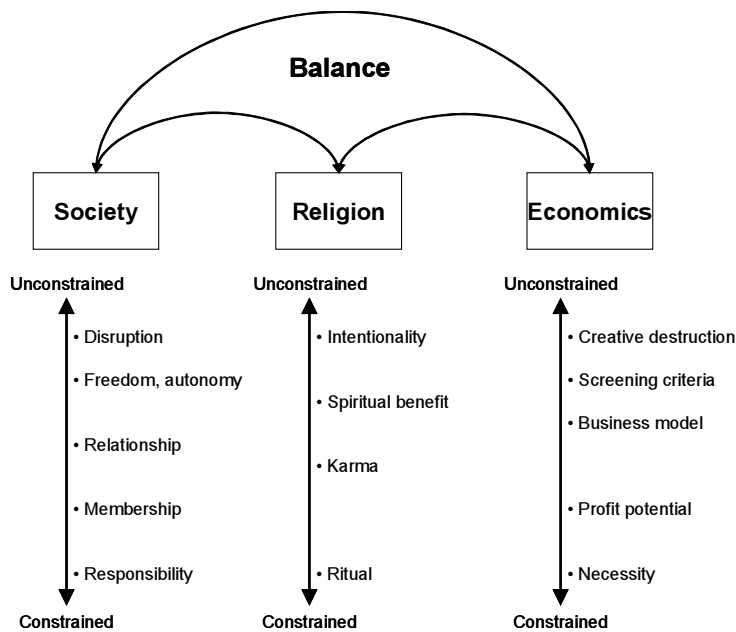 Balance
Society
Religion
Economics
Unconstrained
Unconstrained
Unconstrained
• Disruption
• Freedom, autonomy
• Relationship
• Membership
• Responsibility
• Intentionality
• Spiritual benefit
• Karma
• Ritual
• Creative destruction
• Screening criteria
• Business model
• Profit potential
• Necessity
Constrained
Constrained
Constrained